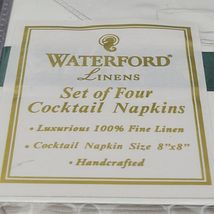 WATERFORD
LINENS
Set of Four
Cocktail Napkins
• Luxurious 100% Fine Linen
• Cocktail Napkin Size 8"x8"
• Handcrafted